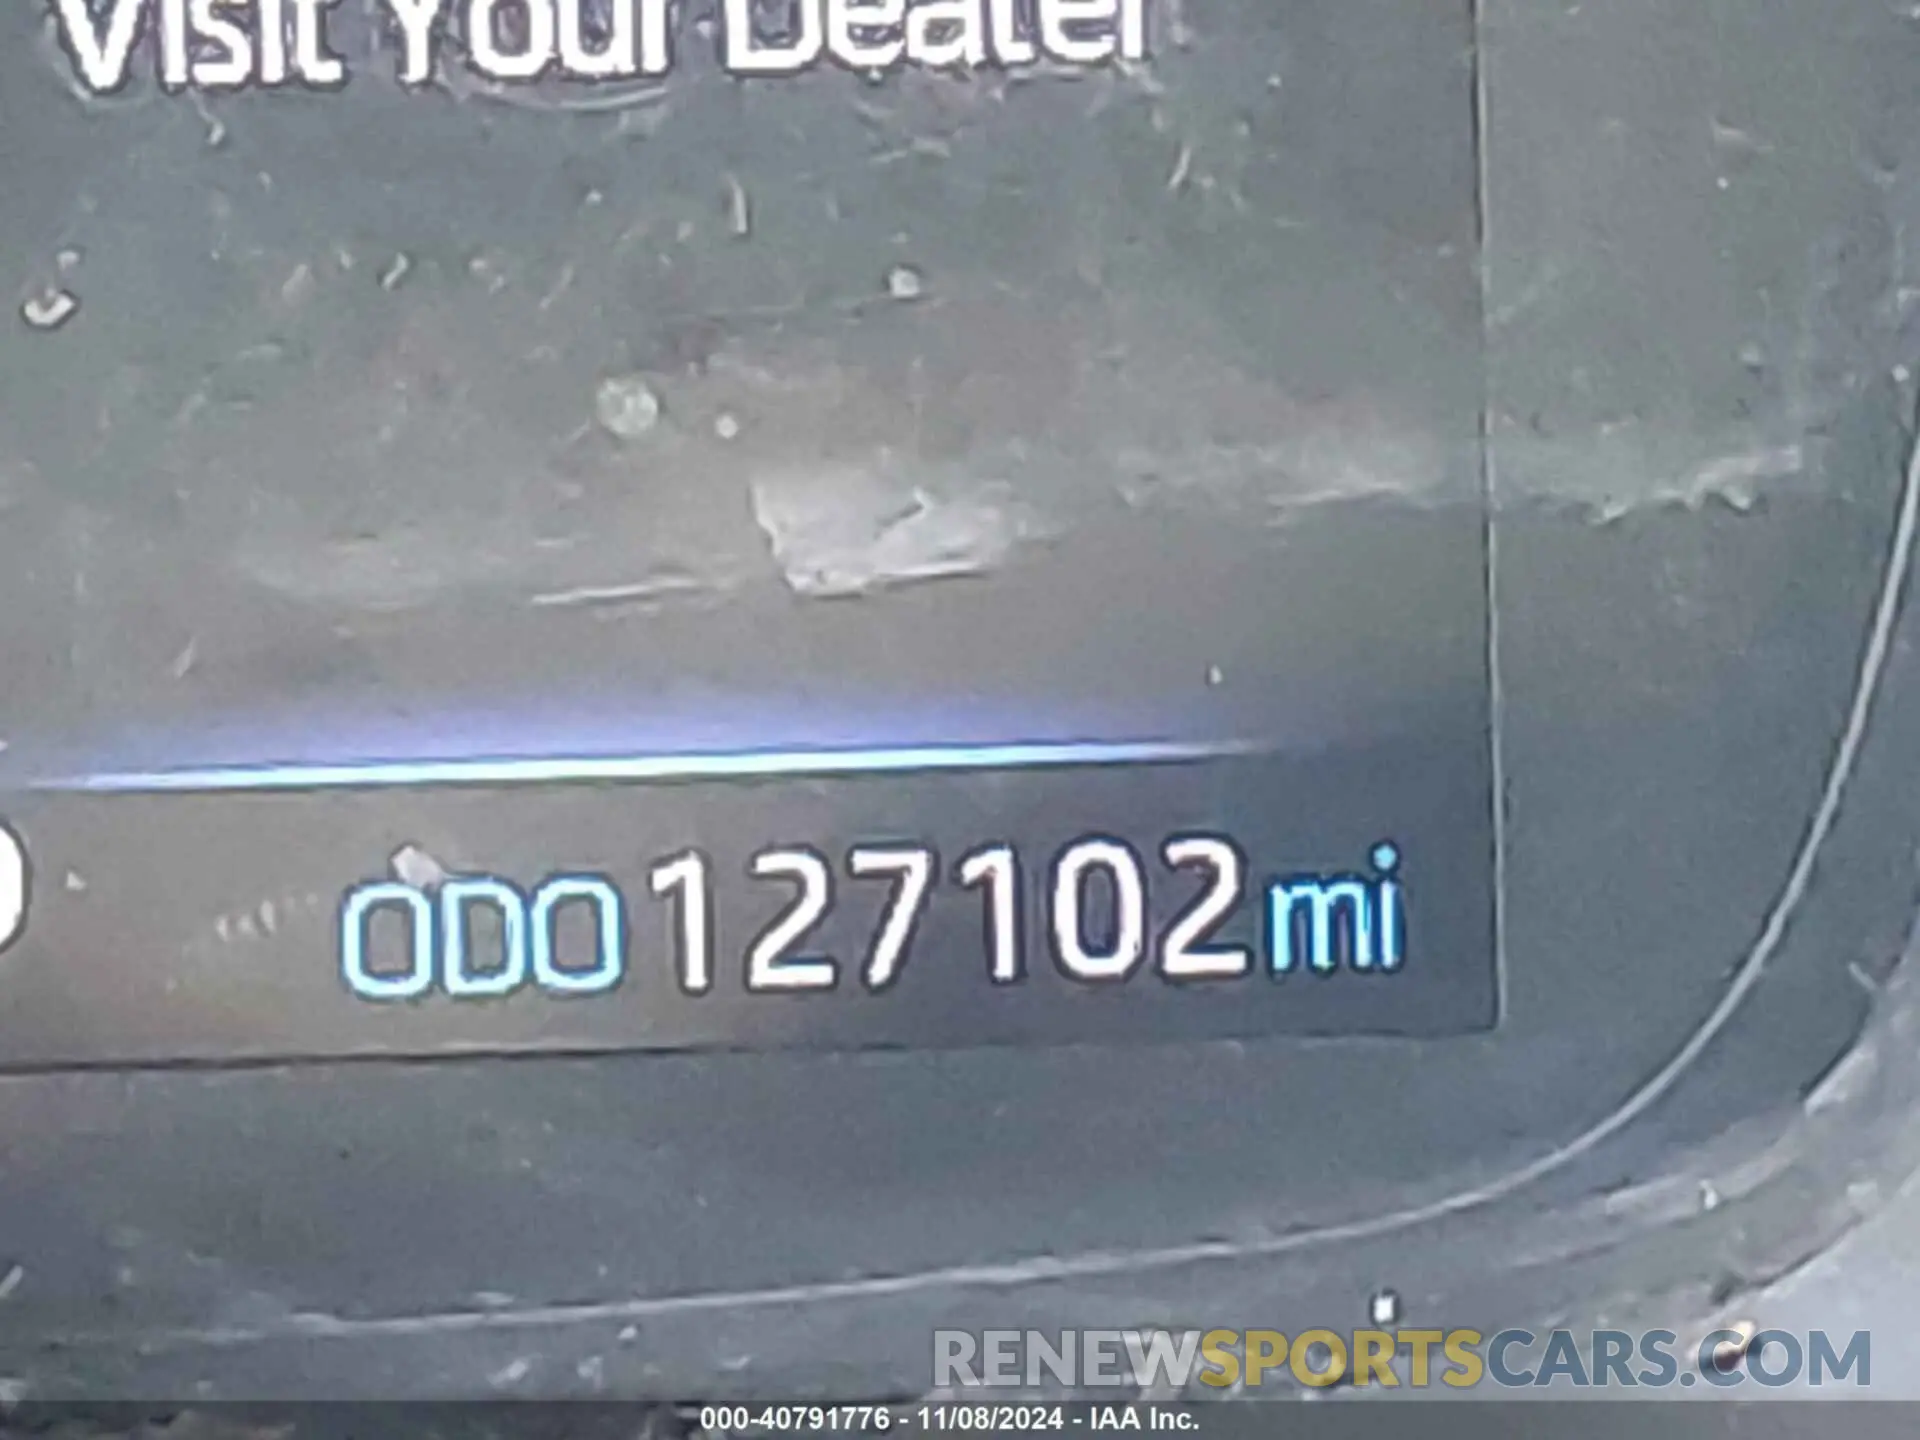 Visit Your Dealer
ODO 127102 mi
RENEWSPORTSCARS.COM
000-40791776 - 11/08/2024 - IAA Inc.